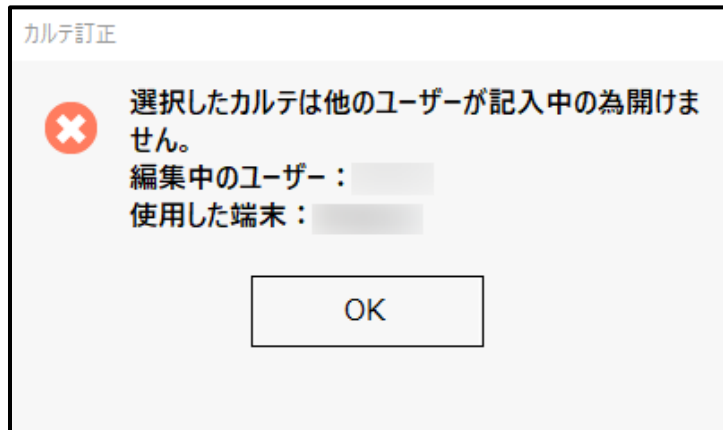 カルテ訂正
選択したカルテは他のユーザーが記入中の為開けま
せん。
編集中のユーザー：
使用した端末：
OK